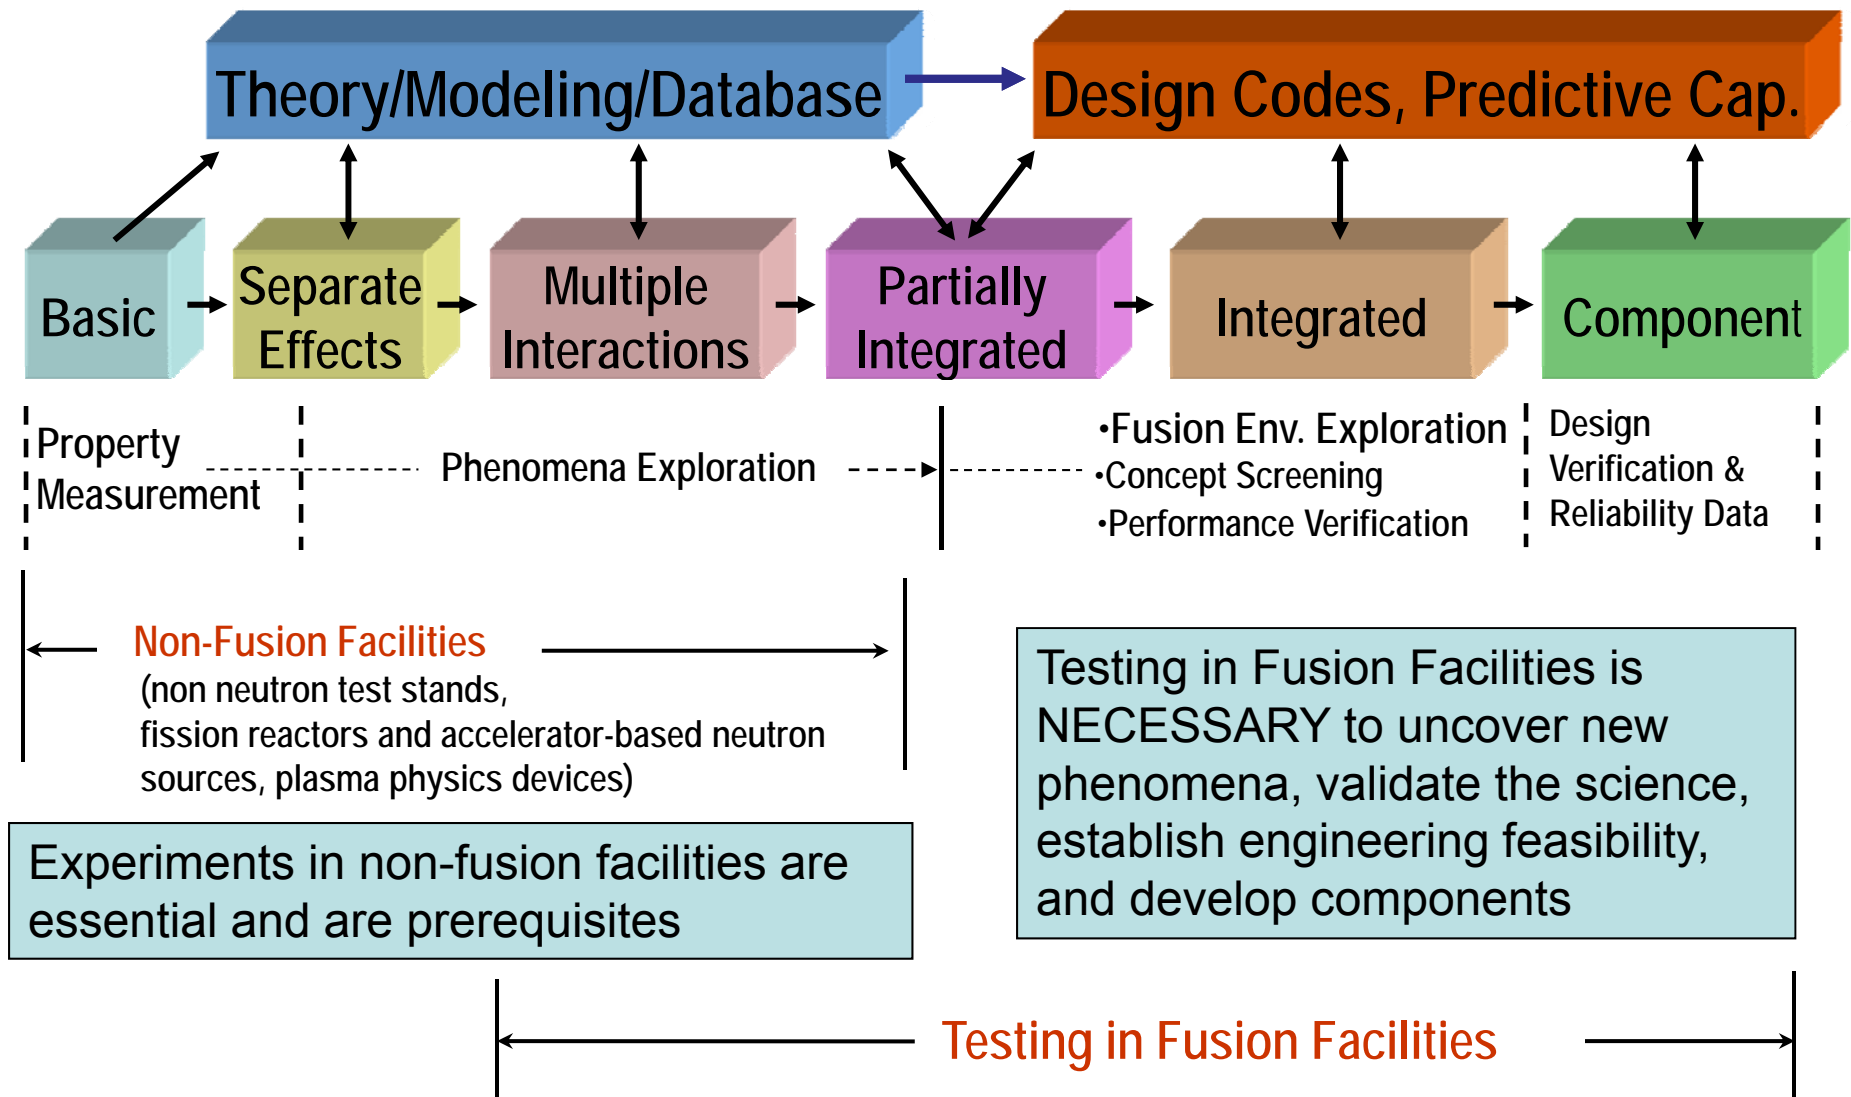 Theory/Modeling/Database
Design Codes, Predictive Cap.
Basic
Separate
Effects
Multiple
Interactions
Partially
Integrated
Integrated
Component
Property
Measurement
Phenomena Exploration
•Fusion Env. Exploration
•Concept Screening
•Performance Verification
Design
Verification &
Reliability Data
Non-Fusion Facilities
(non neutron test stands,
fission reactors and accelerator-based neutron
sources, plasma physics devices)
Testing in Fusion Facilities is
NECESSARY to uncover new
phenomena, validate the science,
establish engineering feasibility,
and develop components
Experiments in non-fusion facilities are
essential and are prerequisites
Testing in Fusion Facilities